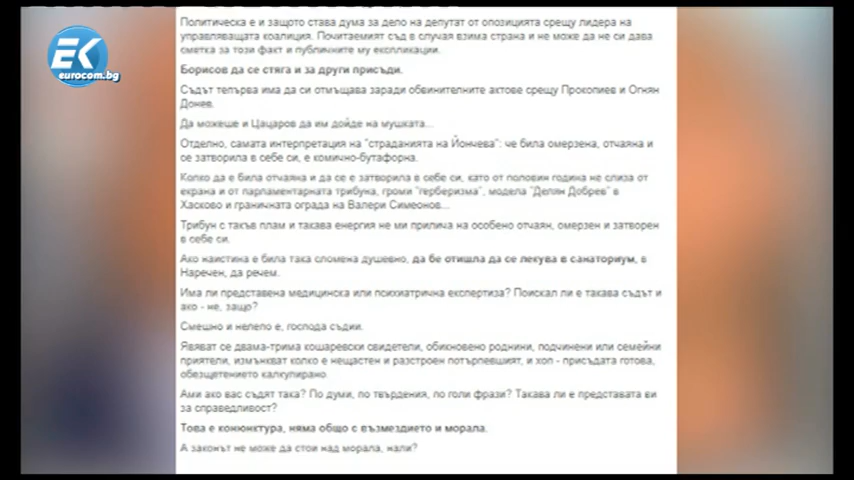 EK
eurocom.bg
Политическа е и защото става дума за дело на депутат от опозицията срещу лидера на
управляващата коалиция. Почитаемият съд в случая взима страна и не може да не си дава
сметка за този факт и публичните му експликации.
Борисов да се стяга и за други присъди.
Съдът тепърва има да си отмъщава заради обвинителните актове срещу Прокопиев и Огнян
Донев.
Да можеше и Цацаров да им дойде на мушката...
Отделно, самата интерпретация на "страданията на Йончева": че била омерзена, отчаяна и
се затворила в себе си, е комично-бутафорна.
Колко да е била отчаяна и да се е затворила в себе си, като от половин година не слиза от
екрана и от парламентарната трибуна, громи "герберизма", модела "Делян Добрев" в
Хасково и граничната ограда на Валери Симеонов...
Трибун с такъв плам и такава енергия не ми прилича на особено отчаян, омерзен и затворен
в себе си.
Ако наистина е била така сломена душевно, да бе отишла да се лекува в санаториум, в
Наречен, да речем.
Има ли представена медицинска или психиатрична експертиза? Поискал ли е такава съдът и
ако - не, защо?
Смешно и нелепо е, господа съдии.
Явяват се двама-трима кошаревски свидетели, обикновено роднини, подчинени или семейни
приятели, измънкват колко е нещастен и разстроен потърпевшият, и хоп - присъдата готова,
обезщетението калкулирано.
Ами ако вас съдят така? По думи, по твърдения, по голи фрази? Такава ли е представата ви
за справедливост?
Това е конюнктура, няма общо с възмездието и морала.
А законът не може да стои над морала, нали?